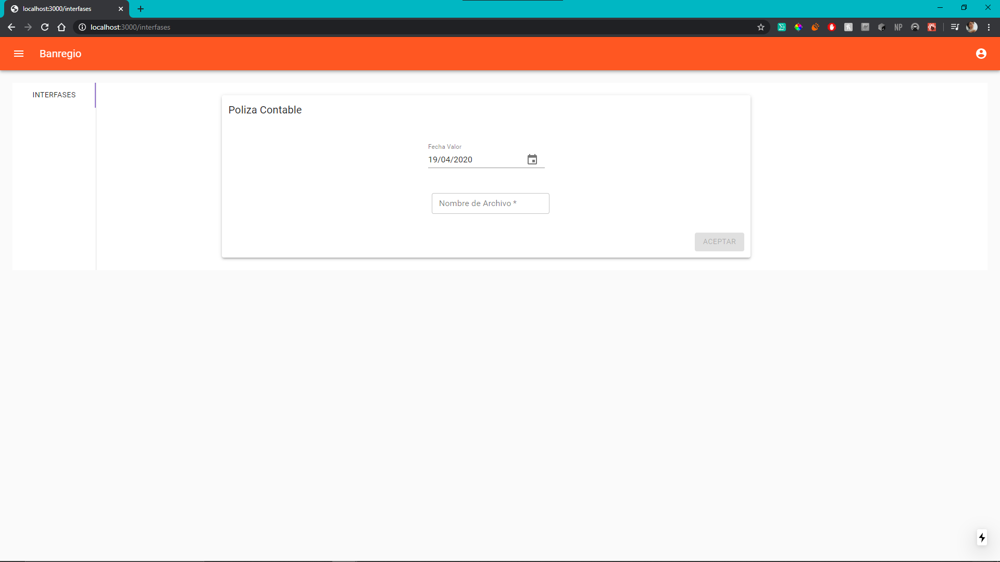 localhost:3000/interfases
localhost:3000/interfases
NP
Banregio
INTERFASES
Poliza Contable
Fecha Valor
19/04/2020
Nombre de Archivo *
ACEPTAR